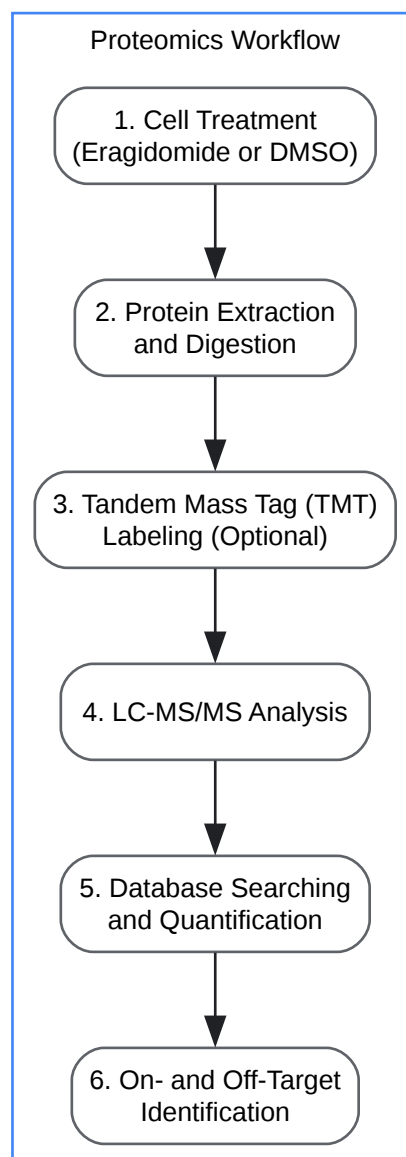 Proteomics Workflow
1. Cell Treatment
(Eragidomide or DMSO)
2. Protein Extraction
and Digestion
3. Tandem Mass Tag (TMT)
Labeling (Optional)
4. LC-MS/MS Analysis
5. Database Searching
and Quantification
6. On- and Off-Target
Identification